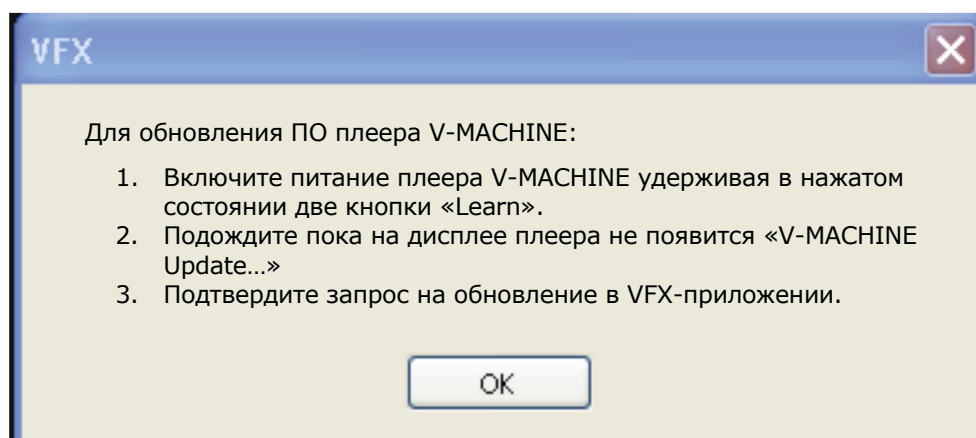 VFX
Для обновления ПО плеера V-MACHINE:
1. Включите питание плеера V-MACHINE удерживая в нажатом
состоянии две кнопки «Learn».
2. Подождите пока на дисплее плеера не появится «V-MACHINE
Update…»
3. Подтвердите запрос на обновление в VFX-приложении.
OK